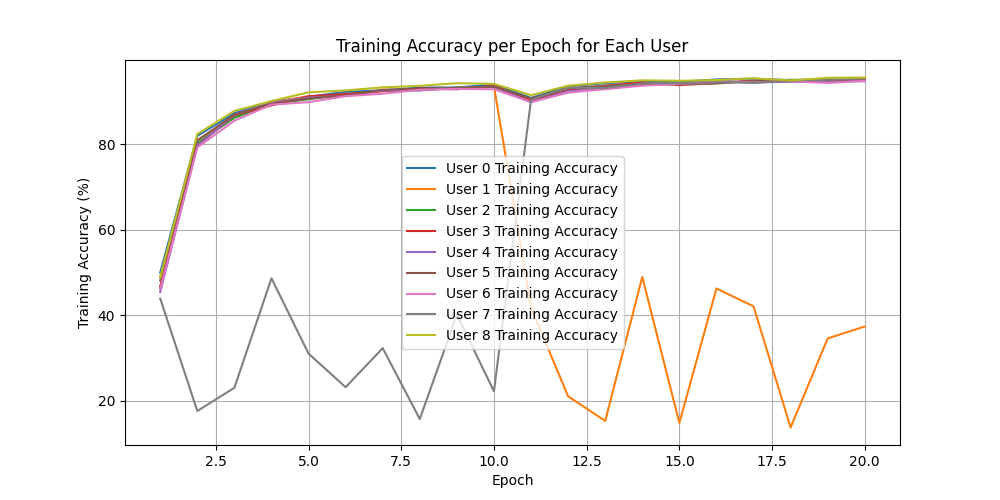 Training Accuracy per Epoch for Each User
Training Accuracy (%)
80
60
40
20
User 0 Training Accuracy
User 1 Training Accuracy
User 2 Training Accuracy
User 3 Training Accuracy
User 4 Training Accuracy
User 5 Training Accuracy
User 6 Training Accuracy
User 7 Training Accuracy
User 8 Training Accuracy
2.5 5.0 7.5 10.0 12.5 15.0 17.5 20.0
Epoch